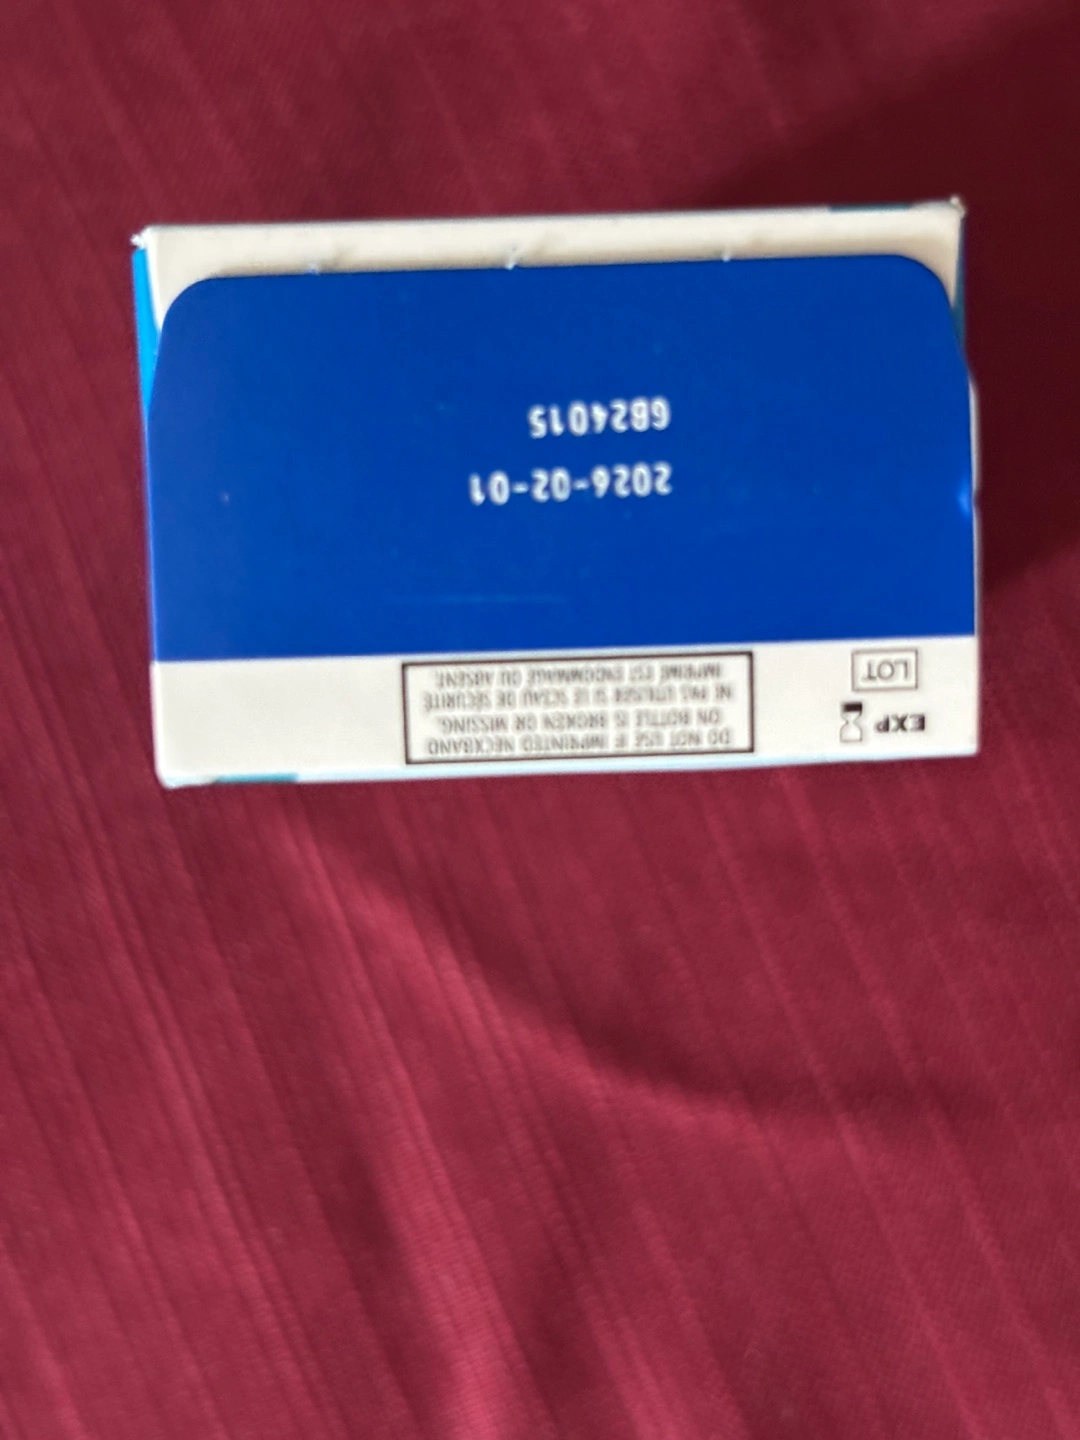 EXP
LOT
DO NOT USE IF IMPRINTED NECKBAND
ON BOTTLE IS BROKEN OR MISSING.
NE PAS UTILISER SI LE SCEAU DE SÉCURITÉ
IMPRIMÉ EST ENDOMMAGÉ OU ABSENT.
2026-02-01
GB24015